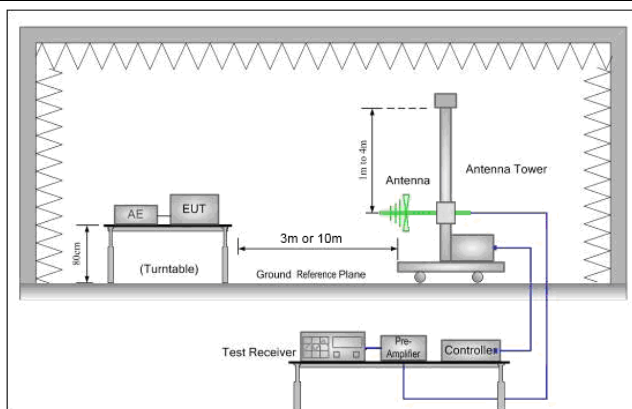 1m to 4m
Antenna
Antenna Tower
AE
EUT
3m or 10m
80cm
(Turntable)
Ground Reference Plane
Test Receiver
Pre-
Amplifier
Controller